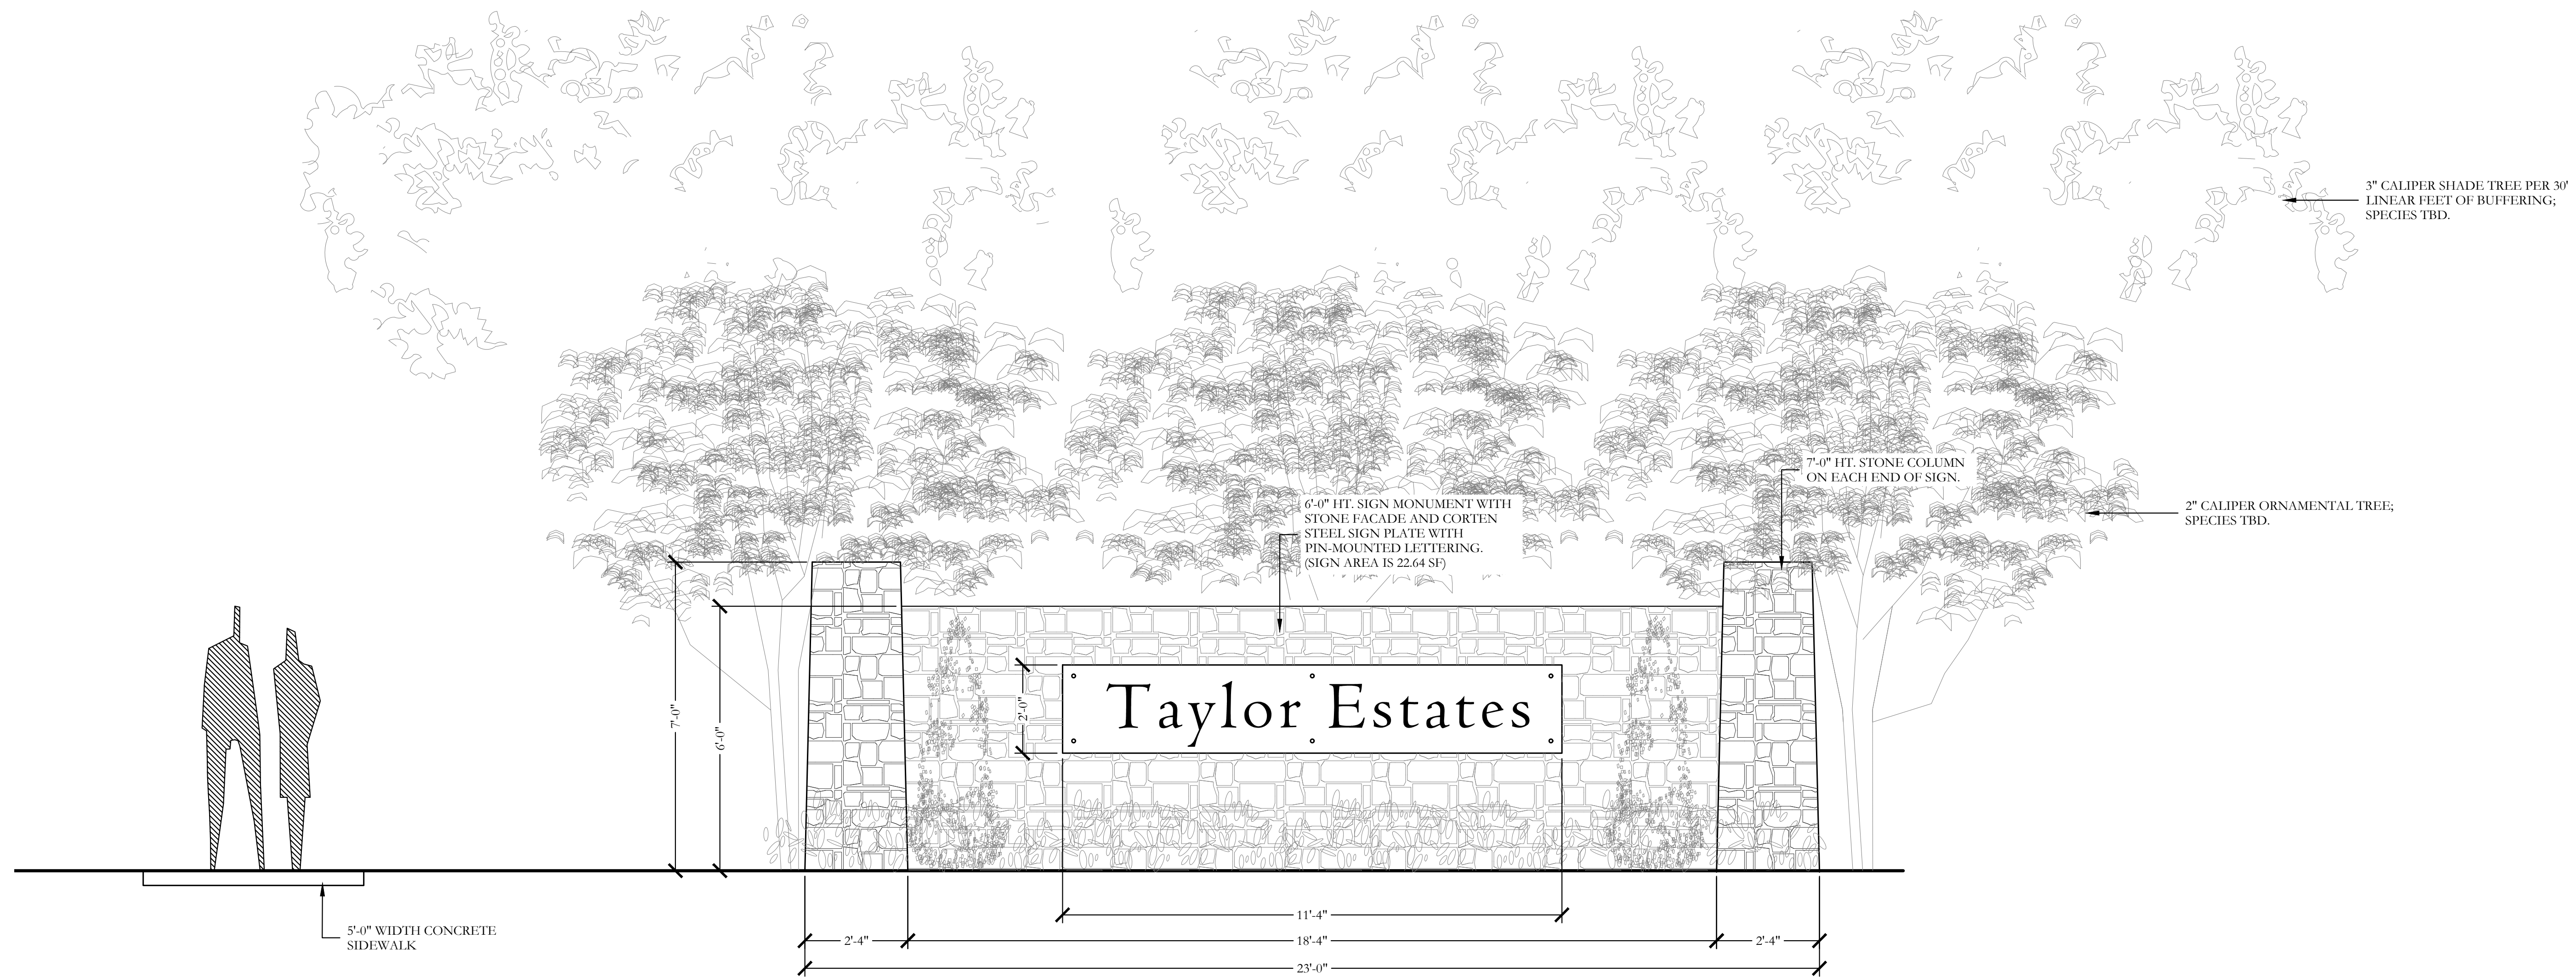 3" CALIPER SHADE TREE PER 30'
LINEAR FEET OF BUFFERING;
SPECIES TBD.
7'-0" HT. STONE COLUMN
ON EACH END OF SIGN.
6'-0" HT. SIGN MONUMENT WITH
STONE FACADE AND CORTEN
STEEL SIGN PLATE WITH
PIN-MOUNTED LETTERING.
(SIGN AREA IS 22.64 SF)
2" CALIPER ORNAMENTAL TREE;
SPECIES TBD.
7'-0"
6'-0"
2'-0"
Taylor Estates
5'-0" WIDTH CONCRETE
SIDEWALK
11'-4"
2'-4"
18'-4"
2'-4"
23'-0"